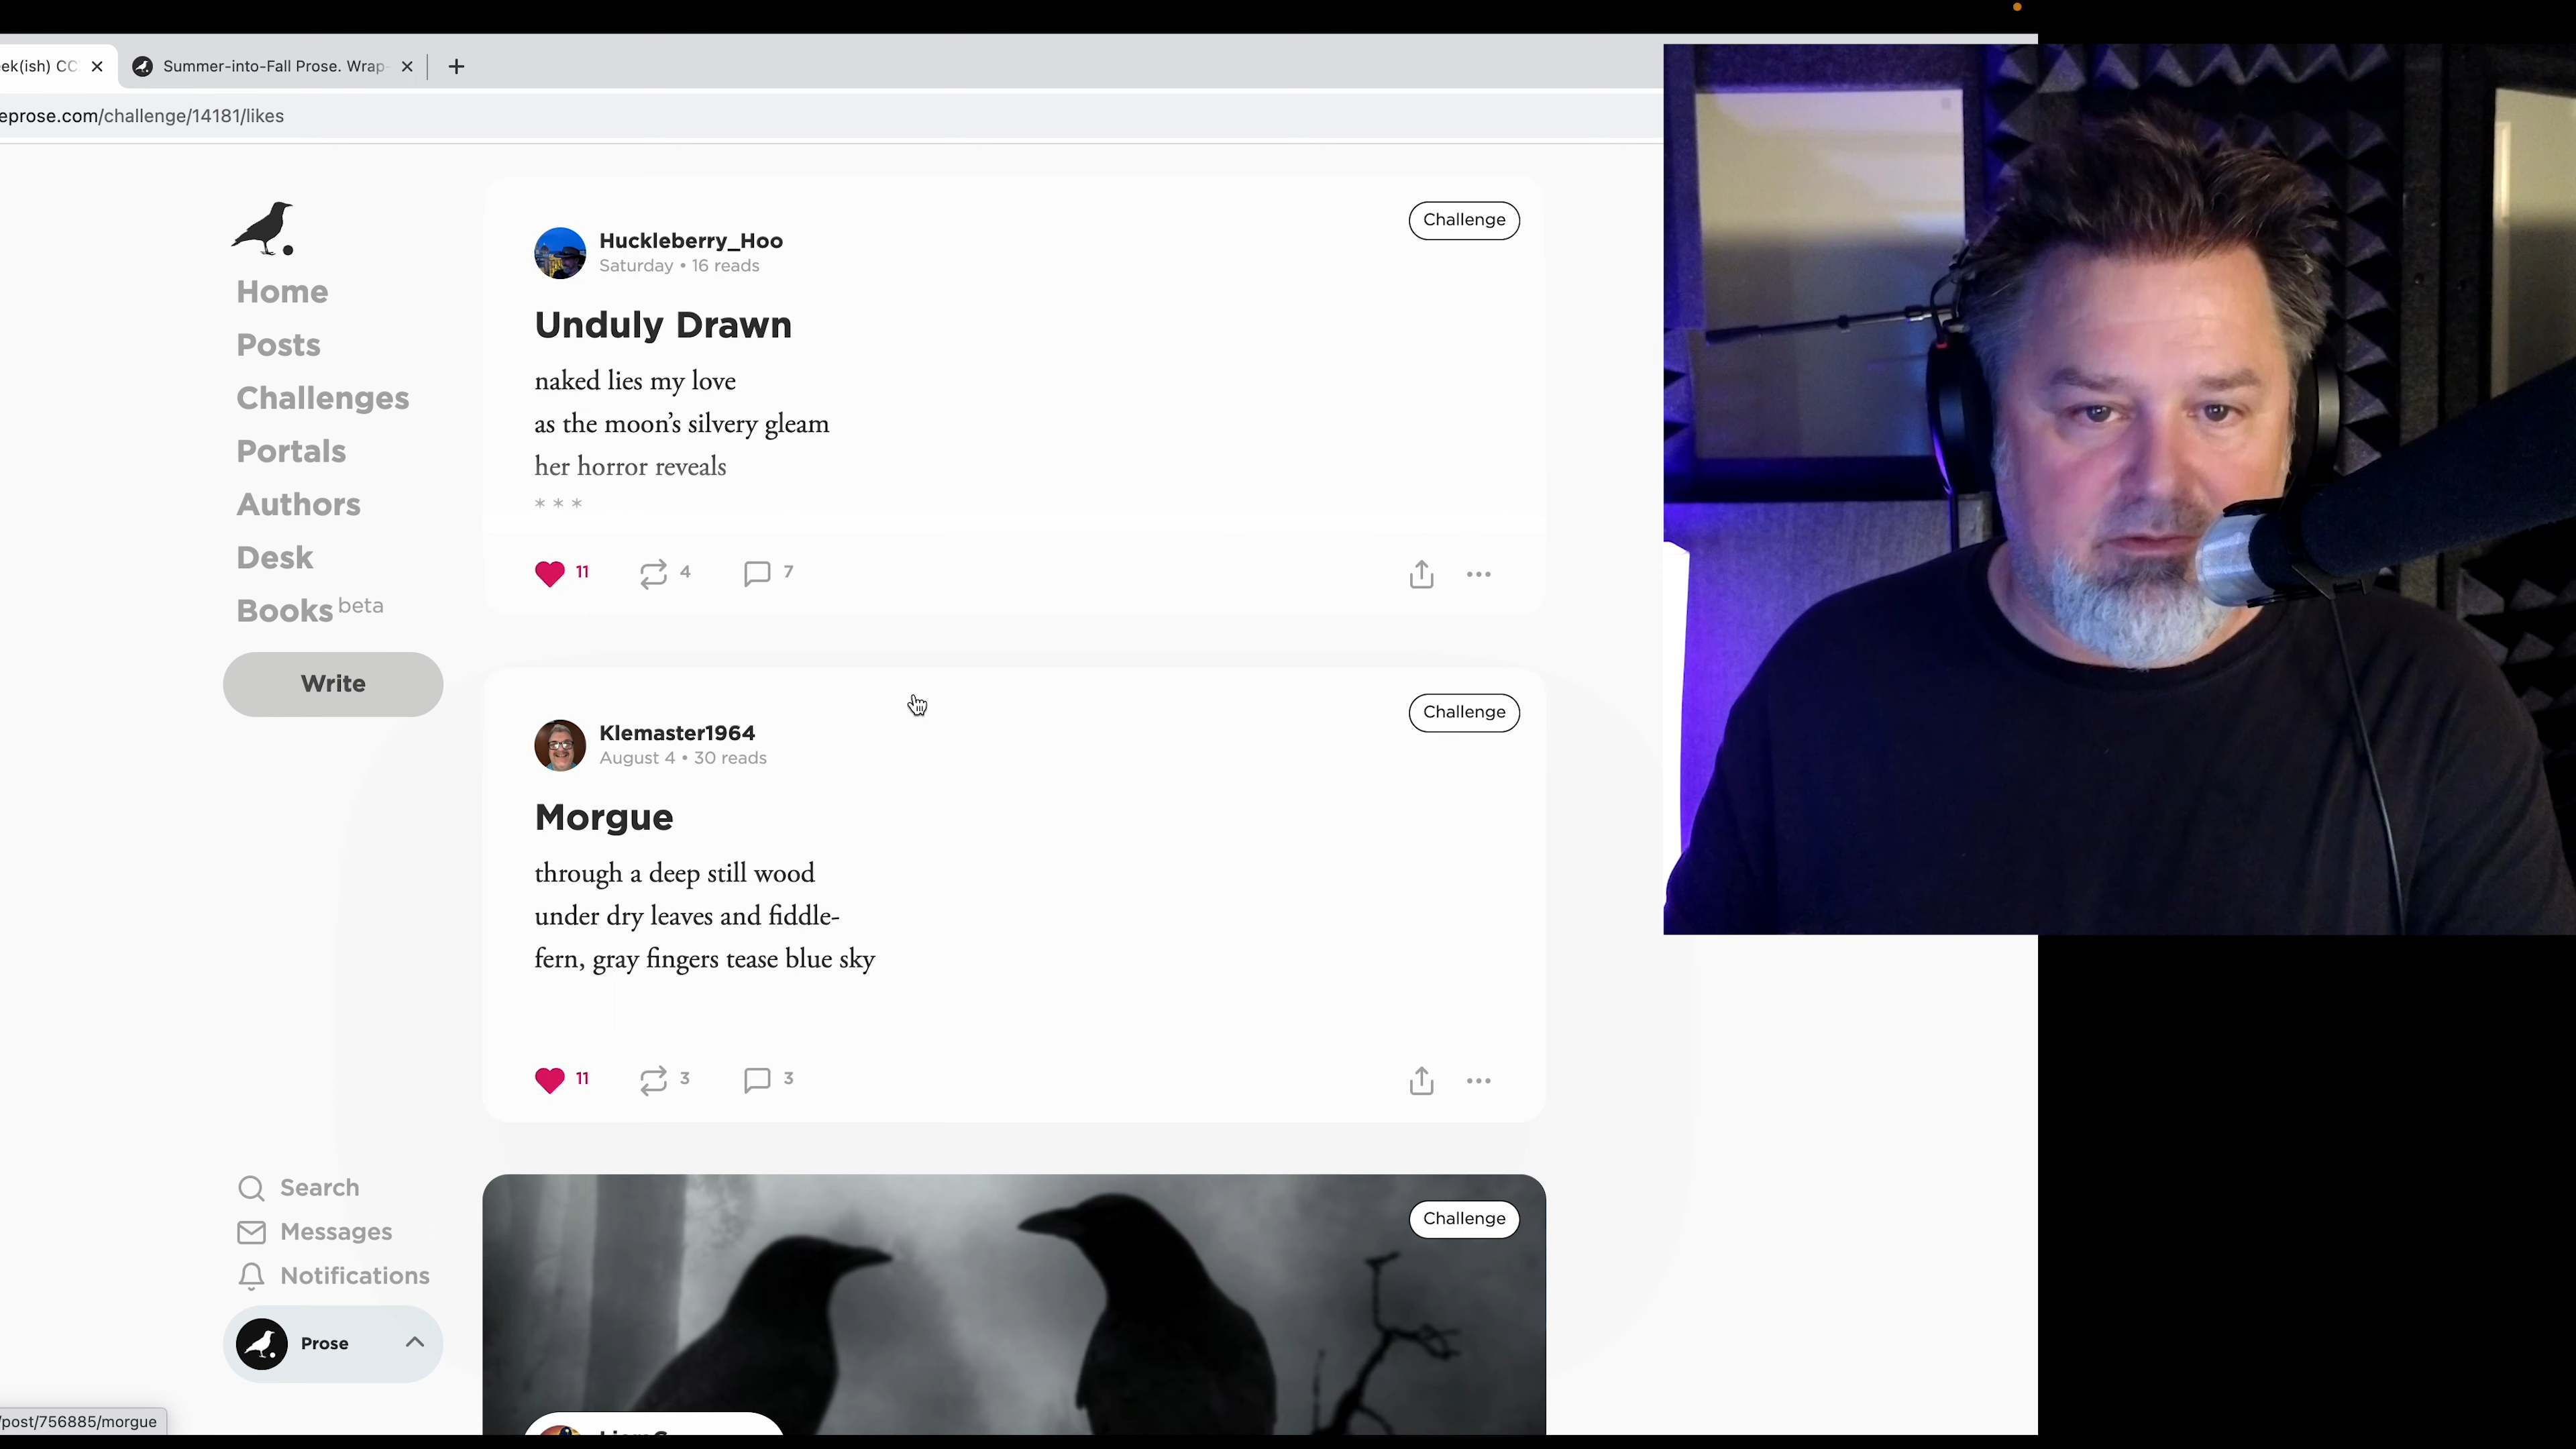 ek(ish) CC
Summer-into-Fall Prose. Wrap-
eprose.com/challenge/14181/likes
Home
Posts
Challenges
Portals
Authors
Desk
Books beta
Write
Search
Messages
Notifications
Prose
/post/756885/morgue
Challenge
Huckleberry_Hoo
Saturday • 16 reads
Unduly Drawn
naked lies my love
as the moon’s silvery gleam
her horror reveals
* * *
11 4 7
Challenge
Klemaster1964
August 4 • 30 reads
Morgue
through a deep still wood
under dry leaves and fiddle-
fern, gray fingers tease blue sky
11 3 3
Challenge